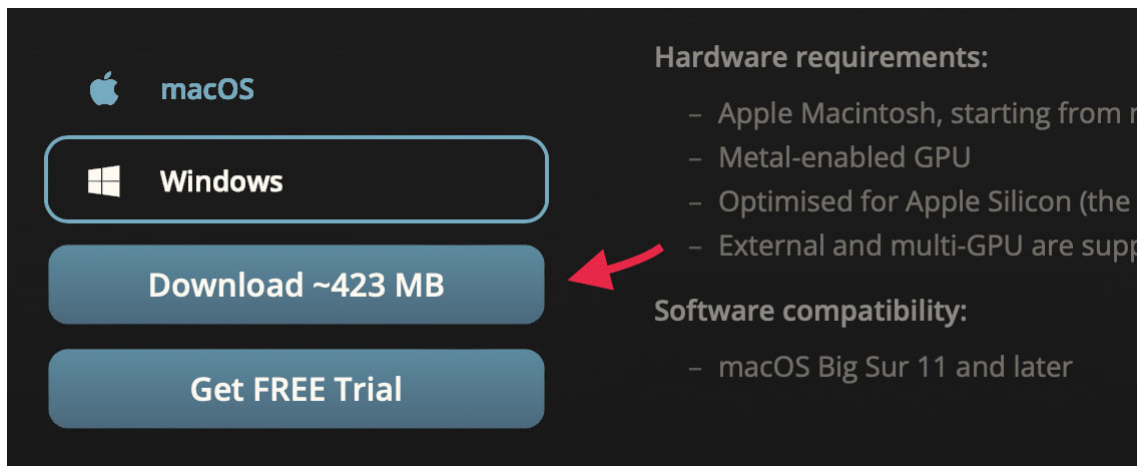 macOS
Windows
Download ~423 MB
Get FREE Trial
Hardware requirements:
– Apple Macintosh, starting from
– Metal-enabled GPU
– Optimised for Apple Silicon (the
– External and multi-GPU are
Software compatibility:
– macOS Big Sur 11 and later